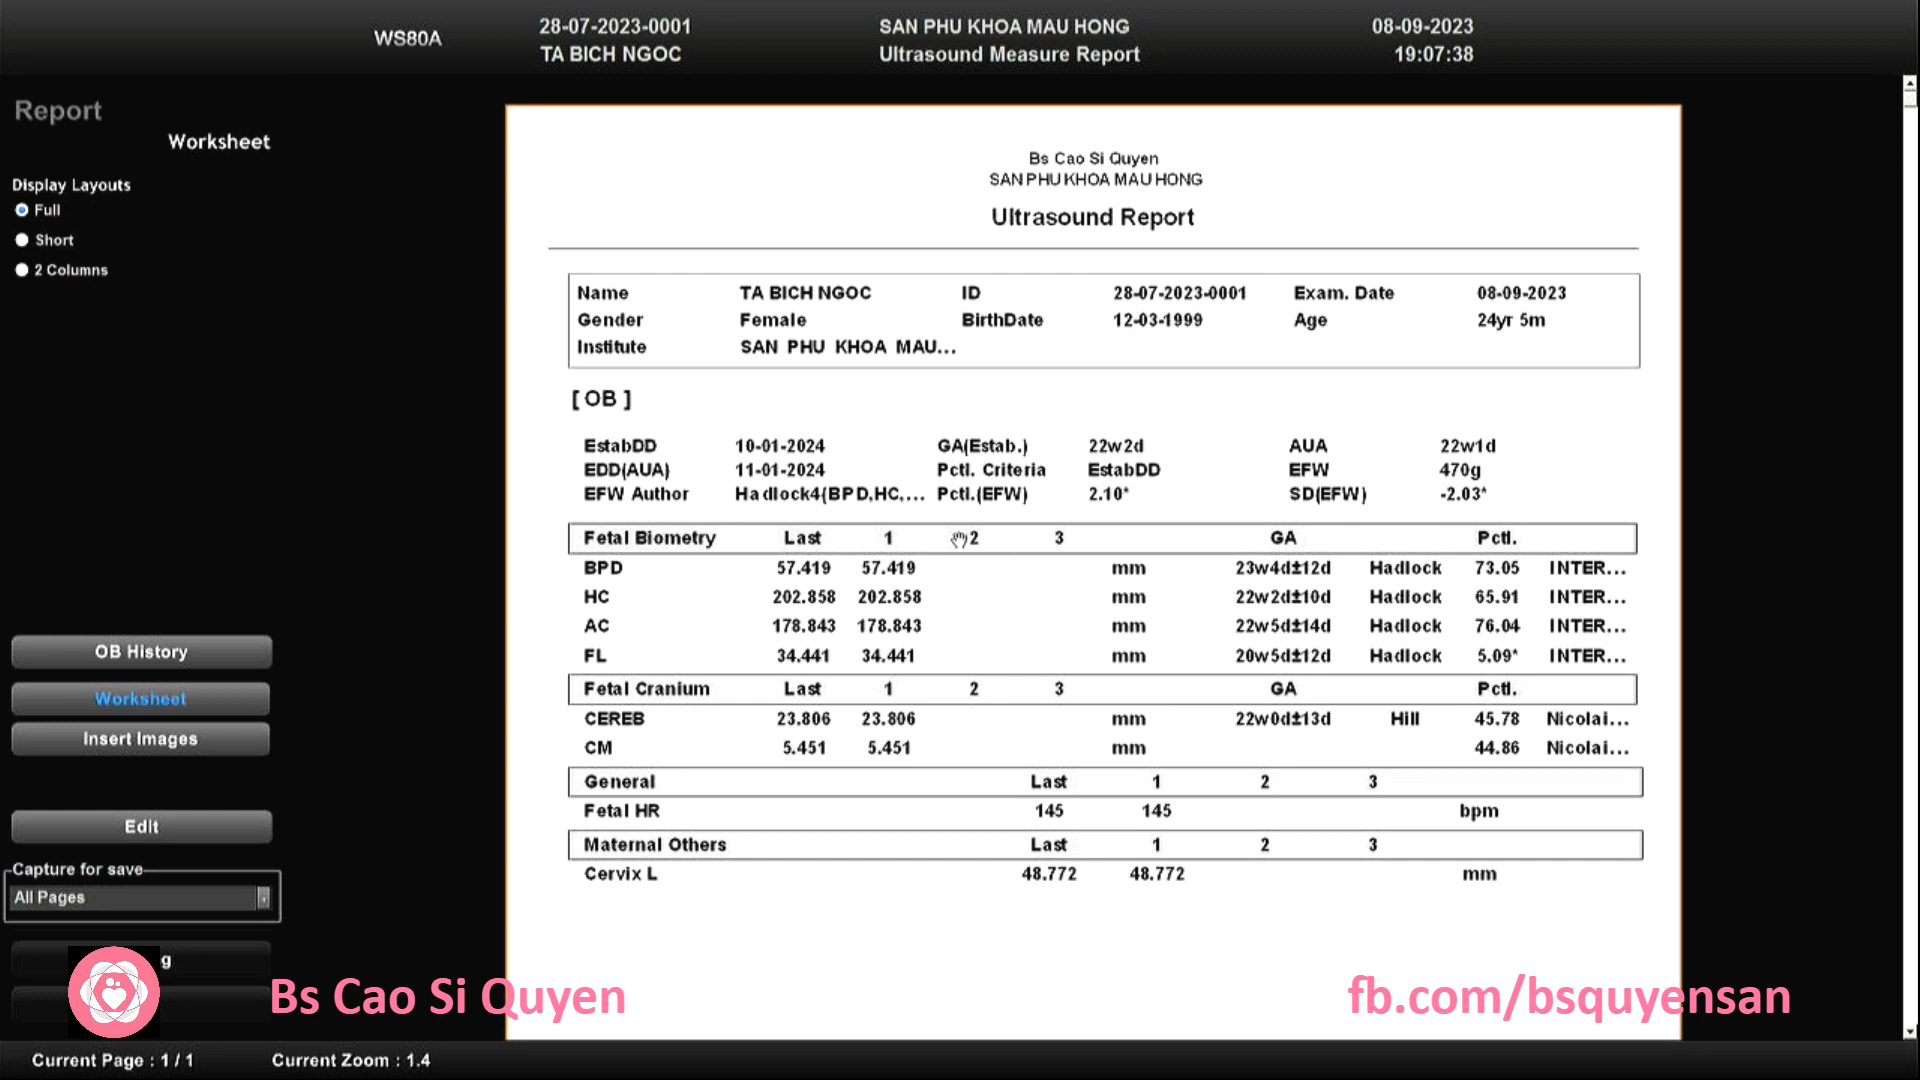 WS80A
28-07-2023-0001 SAN PHU KHOA MAU HONG 08-09-2023
TA BICH NGOC Ultrasound Measure Report 19:07:38
Report
Worksheet
Display Layouts
Full
Short
2 Columns
OB History
Worksheet
Insert Images
Edit
Capture for save
All Pages
g
Bs Cao Si Quyen
SAN PHU KHOA MAU HONG
Ultrasound Report
Name TA BICH NGOC ID 28-07-2023-0001 Exam. Date 08-09-2023
Gender Female BirthDate 12-03-1999 Age 24yr 5m
Institute SAN PHU KHOA MAU...
[ OB ]
EstabDD 10-01-2024 GA(Estab.) 22w2d AUA 22w1d
EDD(AUA) 11-01-2024 Pctl. Criteria EstabDD EFW 470g
EFW Author Hadlock4(BPD,HC,... Pctl.(EFW) 2.10* SD(EFW) -2.03*
Fetal Biometry Last 1 2 3 GA Pctl.
BPD 57.419 57.419 mm 23w4d±12d Hadlock 73.05 INTER...
HC 202.858 202.858 mm 22w2d±10d Hadlock 65.91 INTER...
AC 178.843 178.843 mm 22w5d±14d Hadlock 76.04 INTER...
FL 34.441 34.441 mm 20w5d±12d Hadlock 5.09* INTER...
Fetal Cranium Last 1 2 3 GA Pctl.
CEREB 23.806 23.806 mm 22w0d±13d Hill 45.78 Nicolai...
CM 5.451 5.451 mm 44.86 Nicolai...
General Last 1 2 3
Fetal HR 145 145 bpm
Maternal Others Last 1 2 3
Cervix L 48.772 48.772 mm
Bs Cao Si Quyen fb.com/bsquyensan
Current Page : 1 / 1 Current Zoom : 1.4